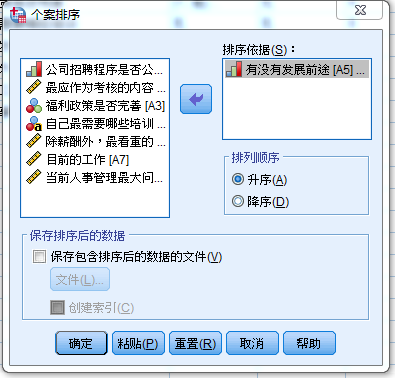 个案排序
排序依据(S)：
公司招聘程序是否公...
最应作为考核的内容...
福利政策是否完善 [A3]
自己最需要哪些培训...
除薪酬外，最看重的...
目前的工作 [A7]
当前人事管理最大问...
有没有发展前途 [A5] ...
排列顺序
升序(A)
降序(D)
保存排序后的数据
保存包含排序后的数据的文件(V)
文件(L)...
创建索引(C)
确定
粘贴(P)
重置(R)
取消
帮助